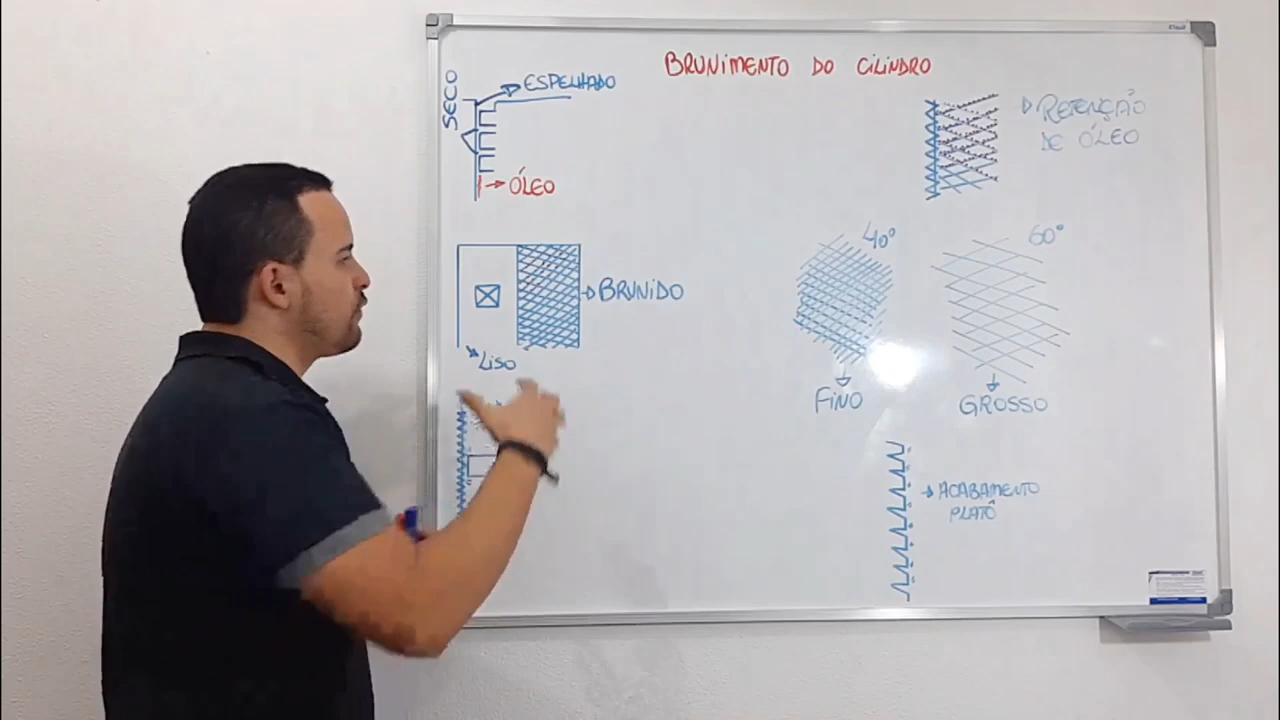 BRUNIMENTO DO CILINDRO
SECO
ESPELHADO
ÓLEO
RETENÇÃO
DE ÓLEO
BRUNIDO
LISO
40°
FINO
60°
GROSSO
ACABAMENTO
PLATÔ